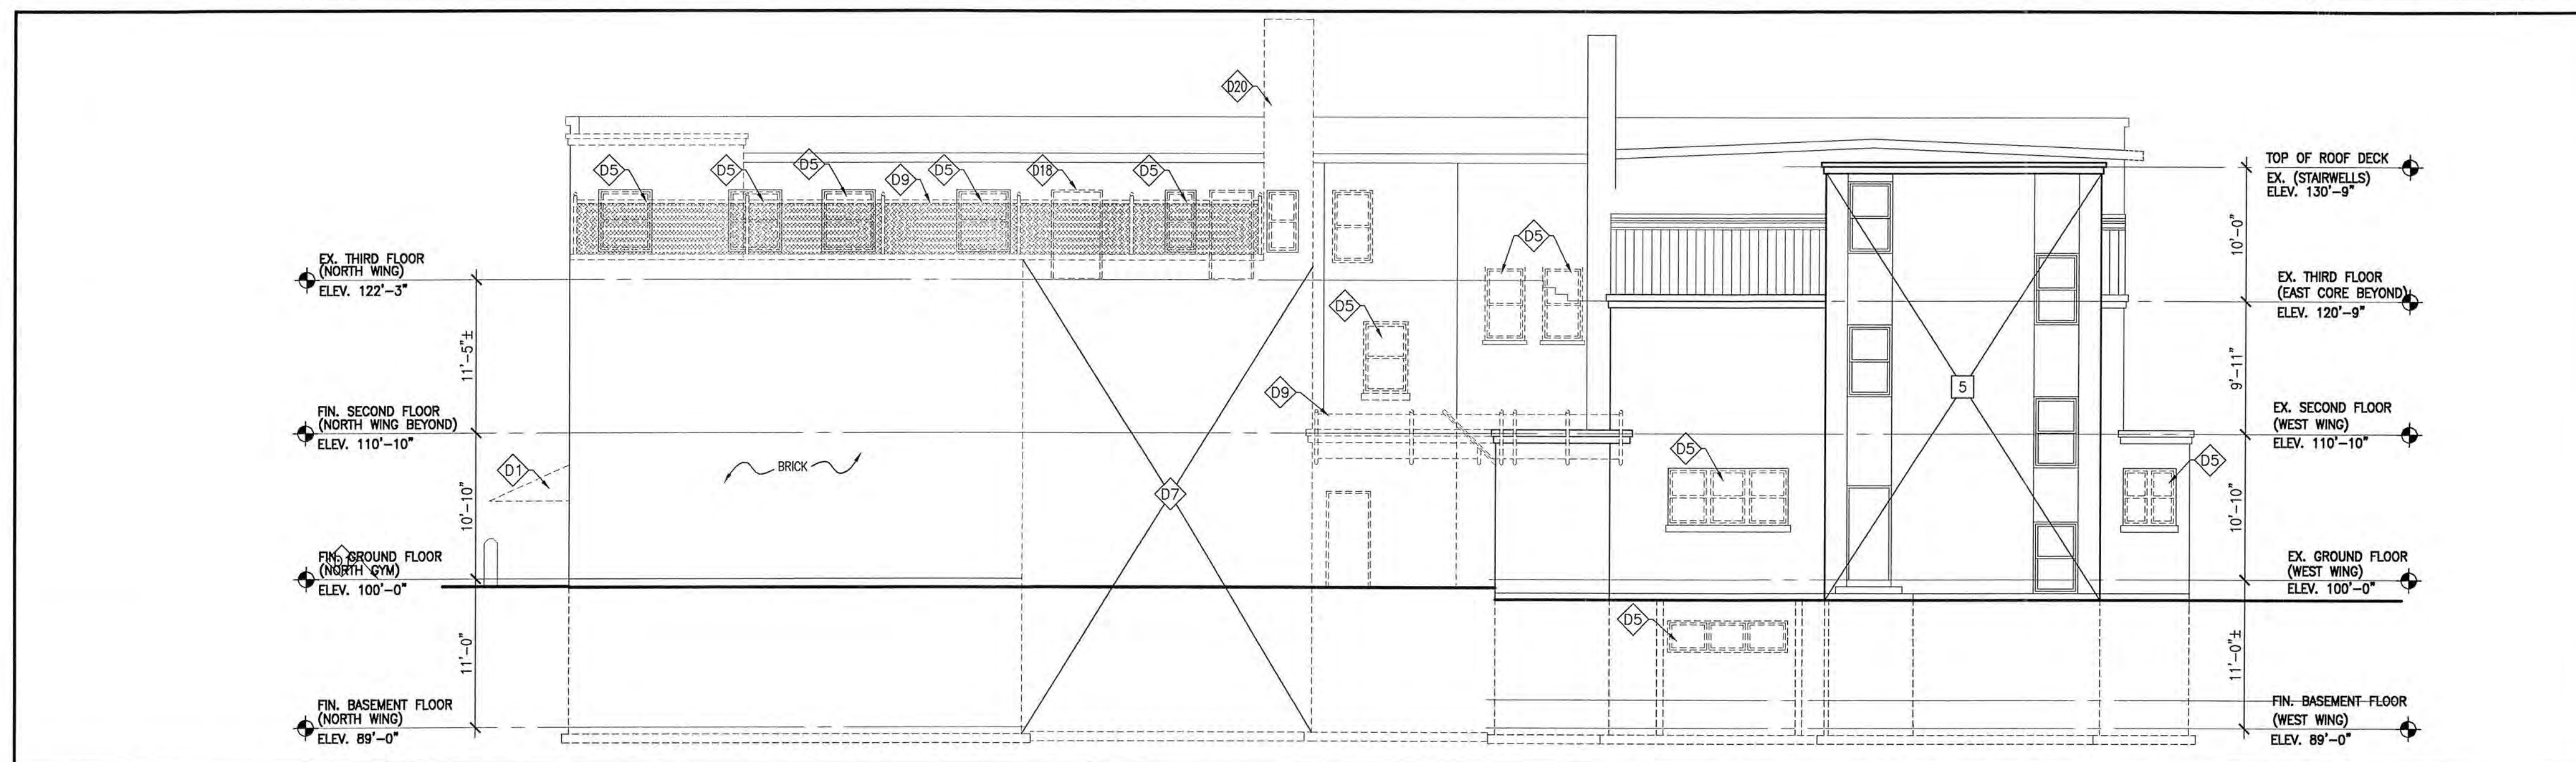 D20
D5
D5
D5
D9
D5
D18
D5
TOP OF ROOF DECK
EX. (STAIRWELLS)
ELEV. 130'-9"
10'-0"
D5
EX. THIRD FLOOR
(NORTH WING)
ELEV. 122'-3"
EX. THIRD FLOOR
(EAST CORE BEYOND)
ELEV. 120'-9"
D5
11'-5"±
9'-11"
5
D9
FIN. SECOND FLOOR
(NORTH WING BEYOND)
ELEV. 110'-10"
EX. SECOND FLOOR
(WEST WING)
ELEV. 110'-10"
D1
BRICK
D5
D5
D7
10'-10"
10'-10"
FIN. GROUND FLOOR
(NORTH GYM)
ELEV. 100'-0"
EX. GROUND FLOOR
(WEST WING)
ELEV. 100'-0"
D5
11'-0"
11'-0"±
FIN. BASEMENT FLOOR
(NORTH WING)
ELEV. 89'-0"
FIN. BASEMENT FLOOR
(WEST WING)
ELEV. 89'-0"